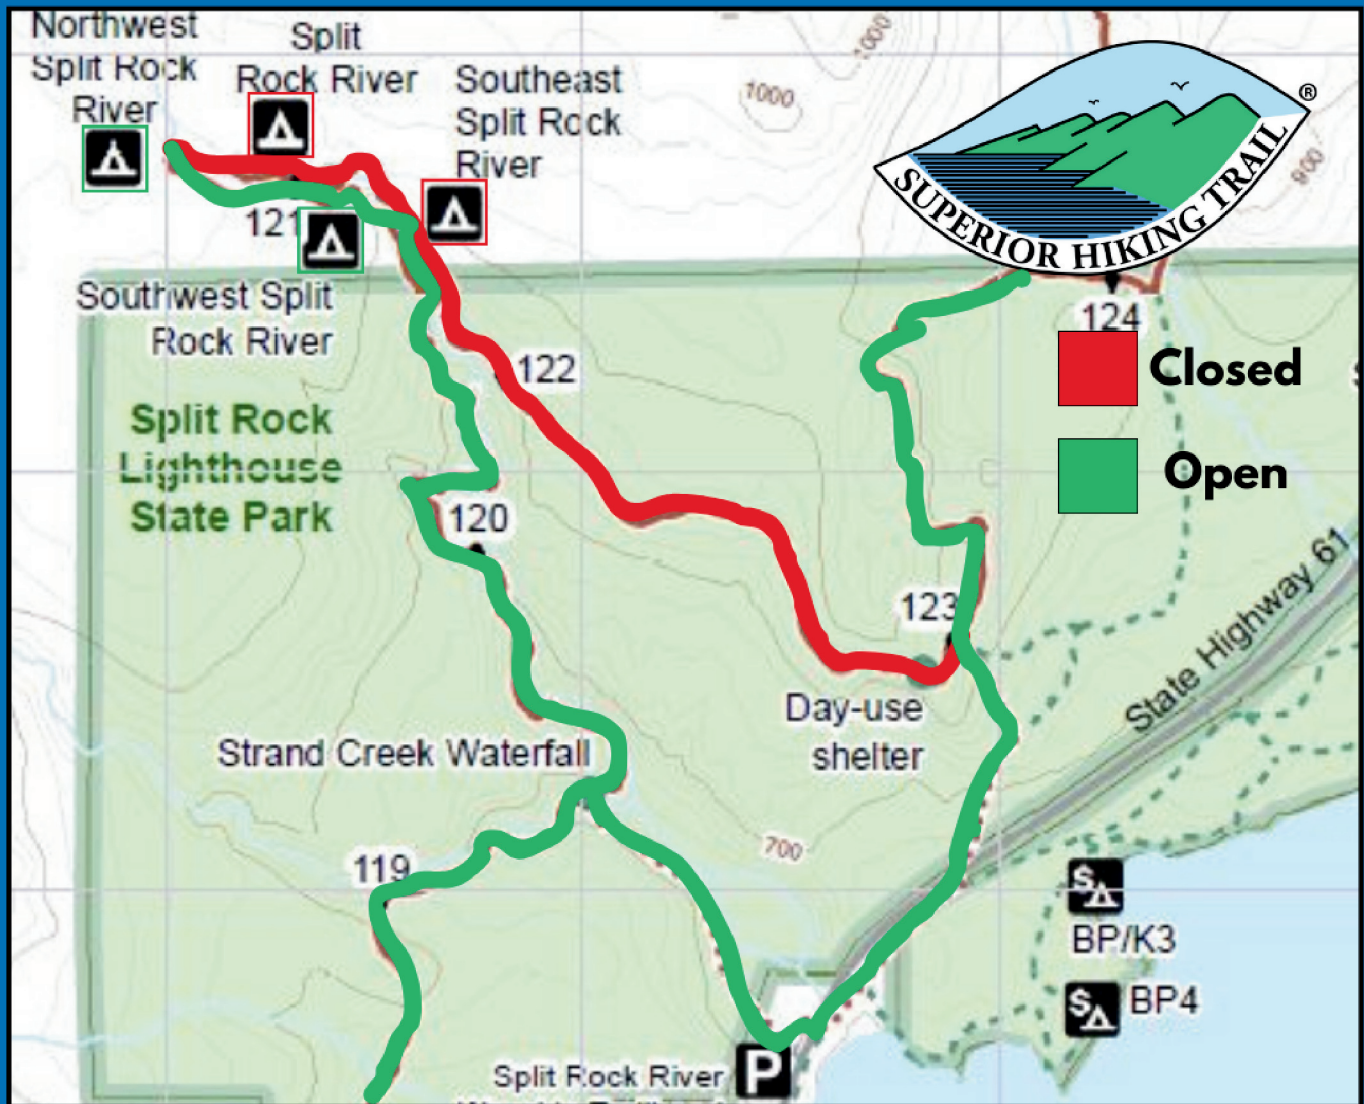 Northwest
Split Rock
River
Split
Rock River
Southeast
Split Rock
River
1000
1000
900
®
SUPERIOR HIKING TRAIL
121
Southwest Split
Rock River
124
Closed
122
Split Rock
Lighthouse
State Park
Open
120
State Highway 61
123
Day-use
shelter
Strand Creek Waterfall
700
119
$
BP/K3
$
BP4
Split Rock River
P